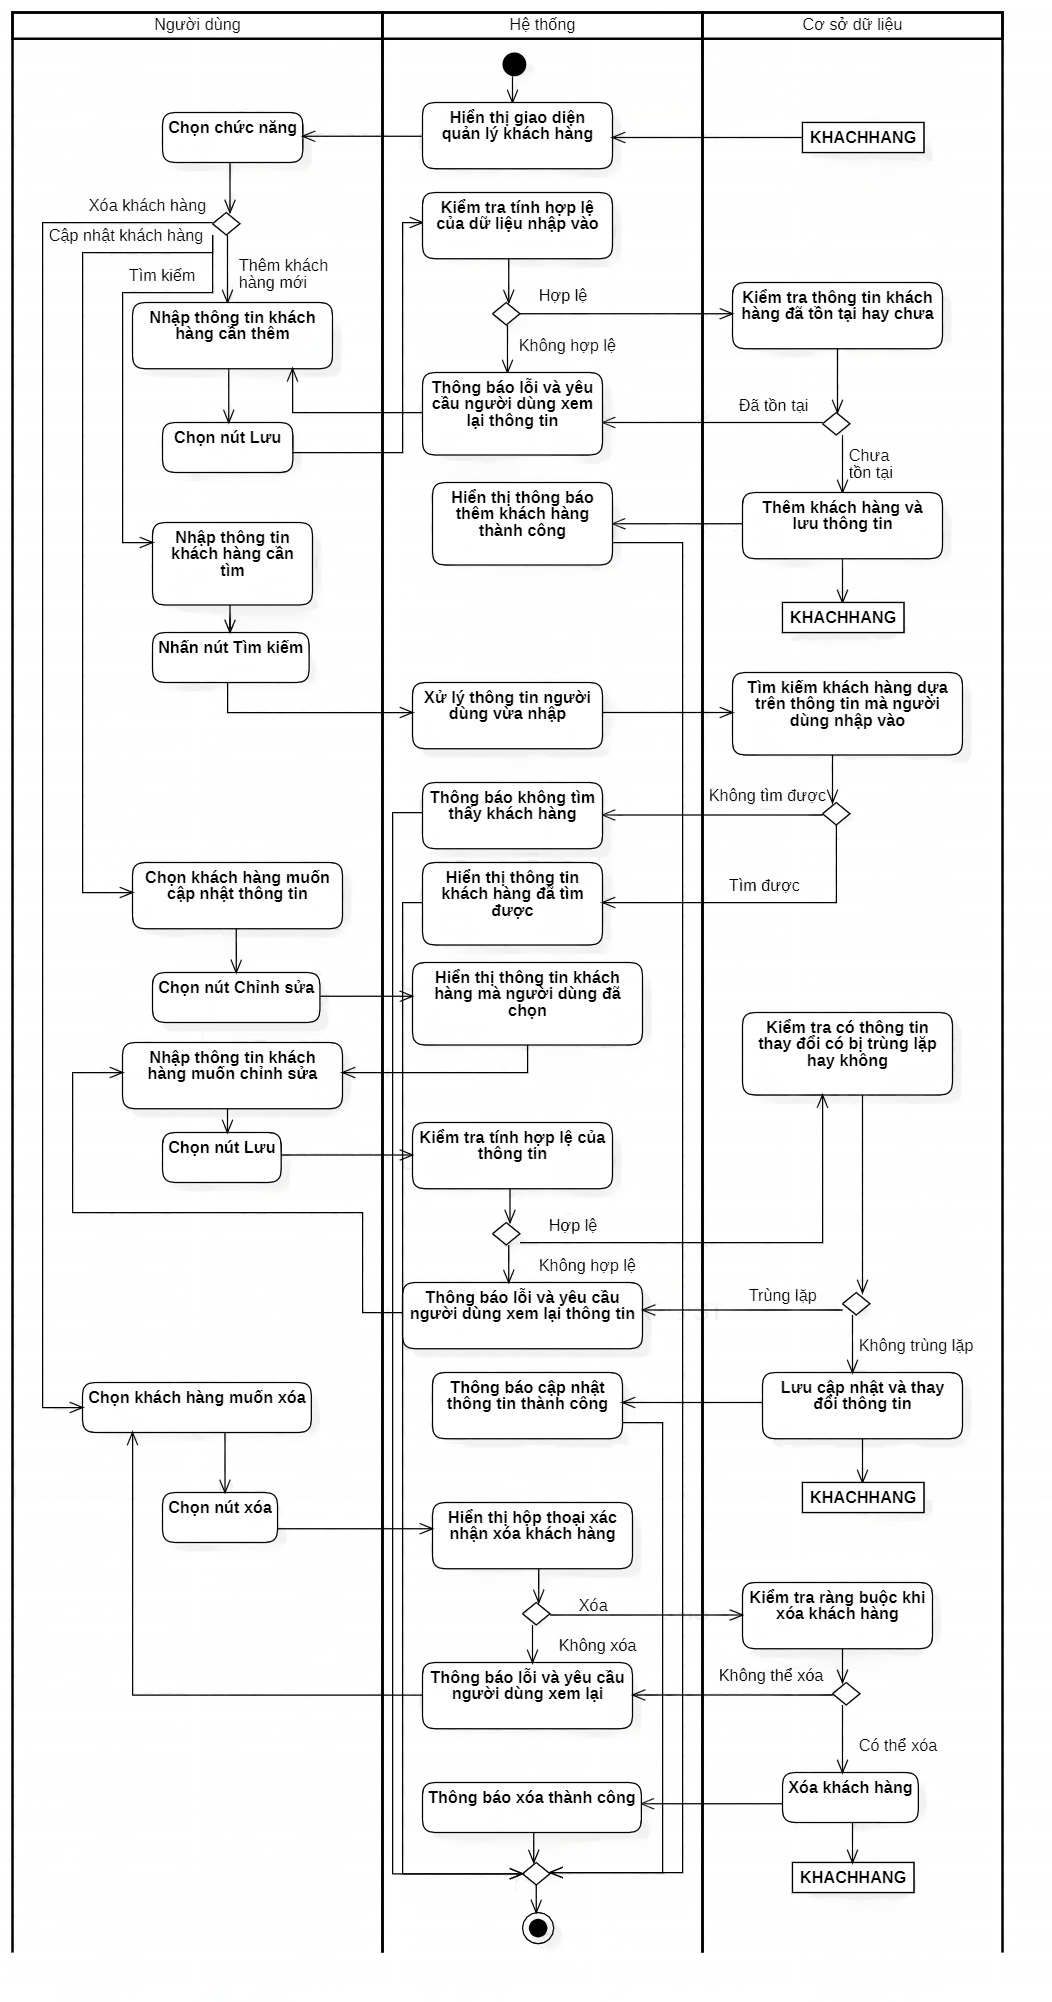 Người dùng
Hệ thống
Cơ sở dữ liệu
Hiển thị giao diện
quản lý khách hàng
Chọn chức năng
KHACHHANG
Xóa khách hàng
Cập nhật khách hàng
Tìm kiếm
Thêm khách
hàng mới
Kiểm tra tính hợp lệ
của dữ liệu nhập vào
Hợp lệ
Không hợp lệ
Kiểm tra thông tin khách
hàng đã tồn tại hay chưa
Nhập thông tin khách
hàng cần thêm
Thông báo lỗi và yêu
cầu người dùng xem
lại thông tin
Đã tồn tại
Chưa
tồn tại
Chọn nút Lưu
Hiển thị thông báo
thêm khách hàng
thành công
Thêm khách hàng và
lưu thông tin
KHACHHANG
Nhập thông tin
khách hàng cần
tìm
Nhấn nút Tìm kiếm
Xử lý thông tin người
dùng vừa nhập
Tìm kiếm khách hàng dựa
trên thông tin mà người
dùng nhập vào
Không tìm được
Thông báo không tìm
thấy khách hàng
Tìm được
Hiển thị thông tin
khách hàng đã tìm
được
Chọn khách hàng muốn
cập nhật thông tin
Chọn nút Chỉnh sửa
Hiển thị thông tin khách
hàng mà người dùng đã
chọn
Kiểm tra có thông tin
thay đổi có bị trùng lặp
hay không
Nhập thông tin khách
hàng muốn chỉnh sửa
Chọn nút Lưu
Kiểm tra tính hợp lệ của
thông tin
Hợp lệ
Không hợp lệ
Thông báo lỗi và yêu cầu
người dùng xem lại thông tin
Trùng lặp
Không trùng lặp
Thông báo cập nhật
thông tin thành công
Lưu cập nhật và thay
đổi thông tin
KHACHHANG
Chọn khách hàng muốn xóa
Chọn nút xóa
Hiển thị hộp thoại xác
nhận xóa khách hàng
Xóa
Không xóa
Kiểm tra ràng buộc khi
xóa khách hàng
Không thể xóa
Thông báo lỗi và yêu cầu
người dùng xem lại
Có thể xóa
Xóa khách hàng
Thông báo xóa thành công
KHACHHANG